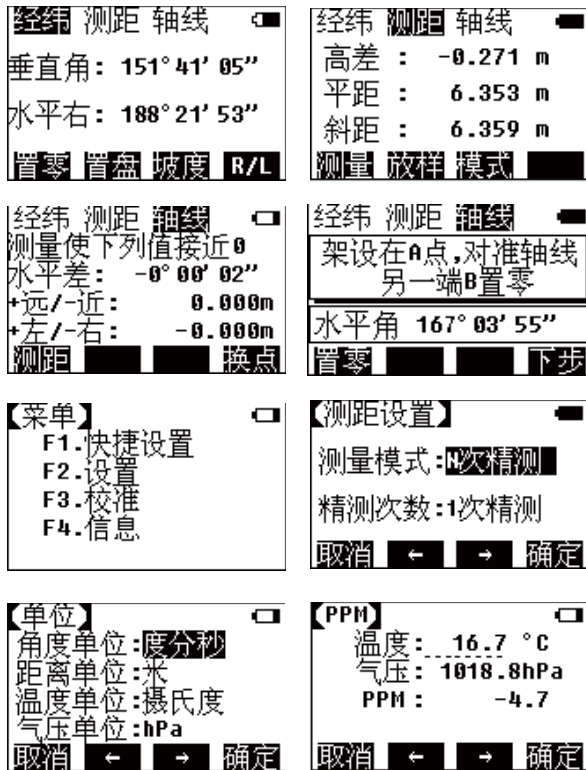 经纬 测距 轴线
垂直角: 151°41'05"
水平右: 188°21'53"
置零 置盘 坡度 R/L
经纬 测距 轴线
高差 : -0.271 m
平距 : 6.353 m
斜距 : 6.359 m
测量 放样 模式
经纬 测距 轴线
测量使下列值接近0
水平差: -0°00'02"
+远/-近: 0.000m
+左/-右: -0.000m
测距 换点
经纬 测距 轴线
架设在A点,对准轴线
另一端B置零
水平角 167°03'55"
置零 下步
【菜单】
F1.快捷设置
F2.设置
F3.校准
F4.信息
【测距设置】
测量模式:N次精测
精测次数:1次精测
取消 ← → 确定
【单位】
角度单位:度分秒
距离单位:米
温度单位:摄氏度
气压单位:hPa
取消 ← → 确定
【PPM】
温度: 16.7 °C
气压: 1018.8hPa
PPM : -4.7
取消 ← → 确定